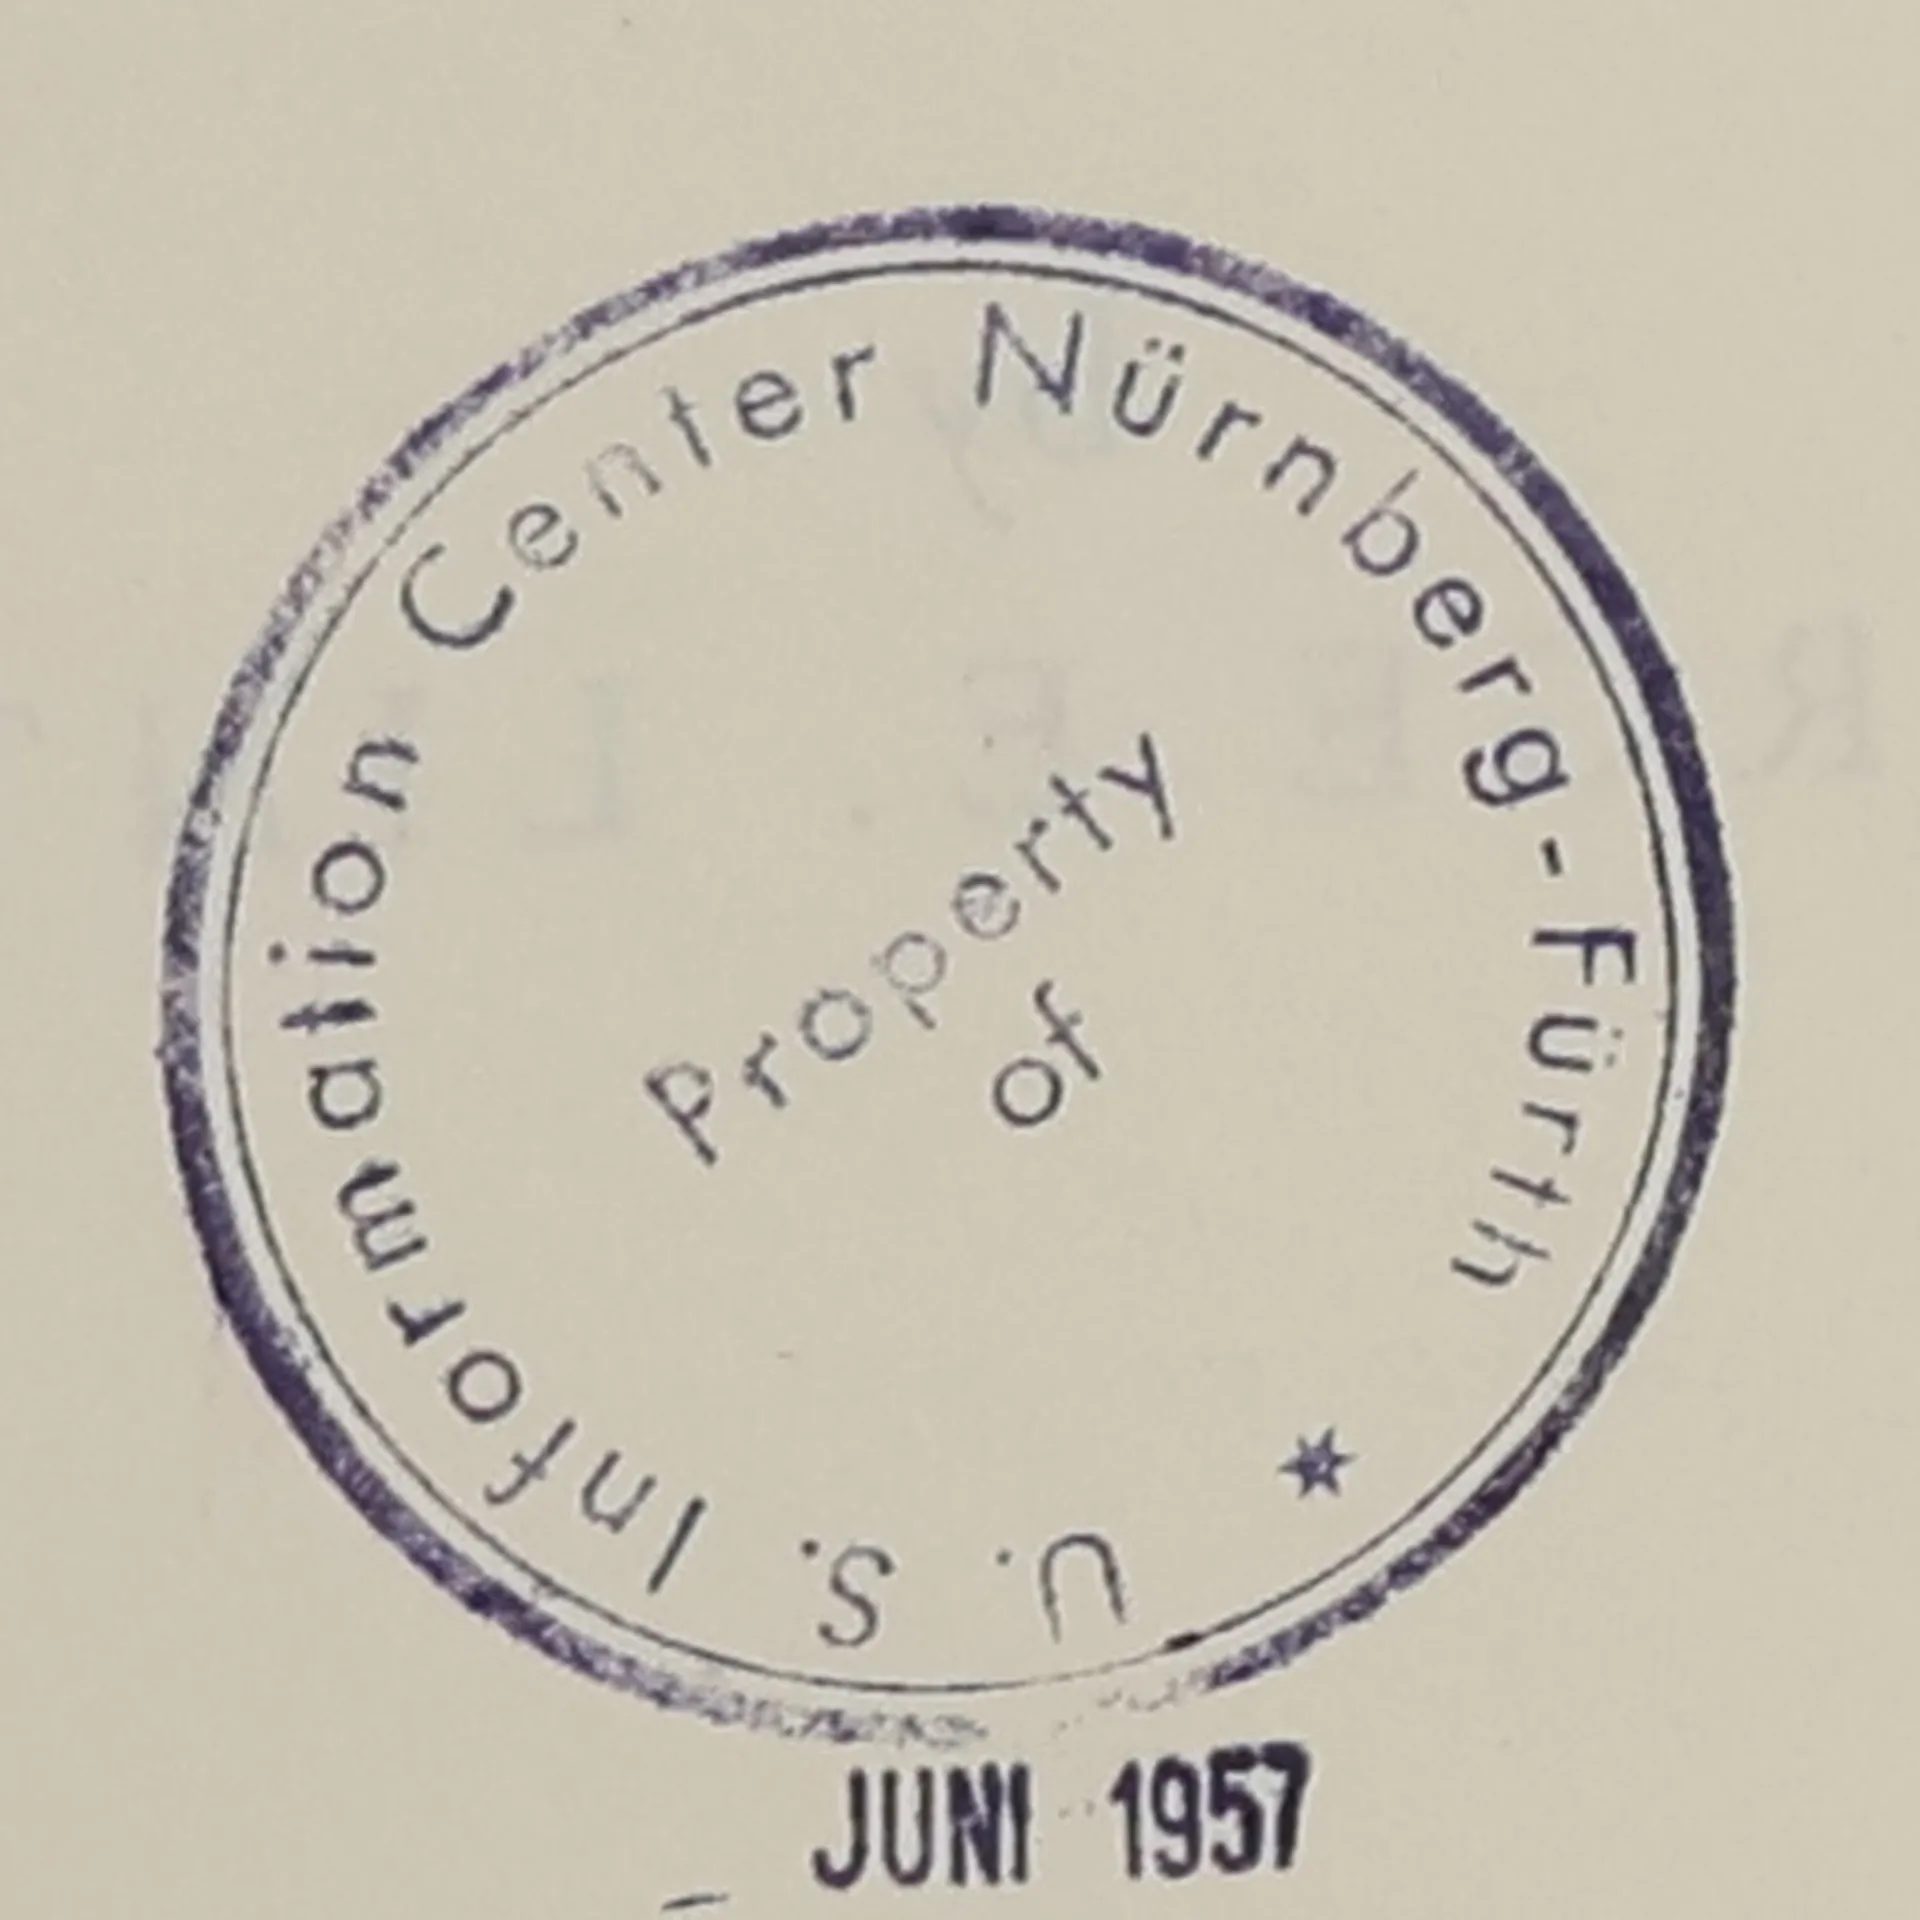 Property
of
U. S. Information Center Nürnberg-Fürth
JUNI 1957